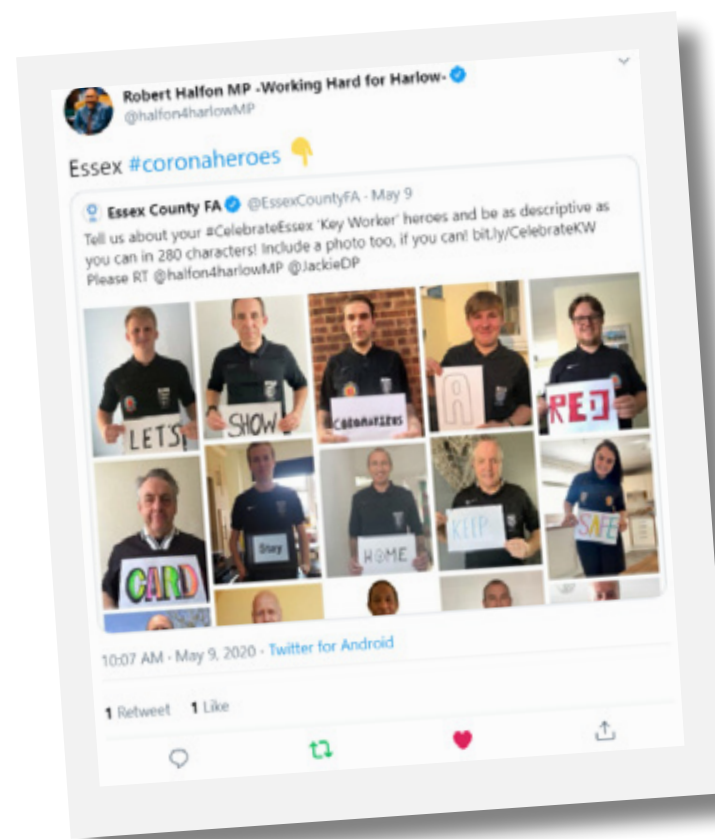 Robert Halfon MP -Working Hard for Harlow-
@halfon4harlowMP
Essex #coronaheroes
Essex County FA @EssexCountyFA · May 9
Tell us about your #CelebrateEssex 'Key Worker' heroes and be as descriptive as
you can in 280 characters! Include a photo too, if you can! bit.ly/CelebrateKW
Please RT @halfon4harlowMP @JackieDP
LET'S
SHOW
Coronavirus
A
RED
CARD
Stay
HOME
KEEP
SAFE
10:07 AM · May 9, 2020 · Twitter for Android
1 Retweet 1 Like